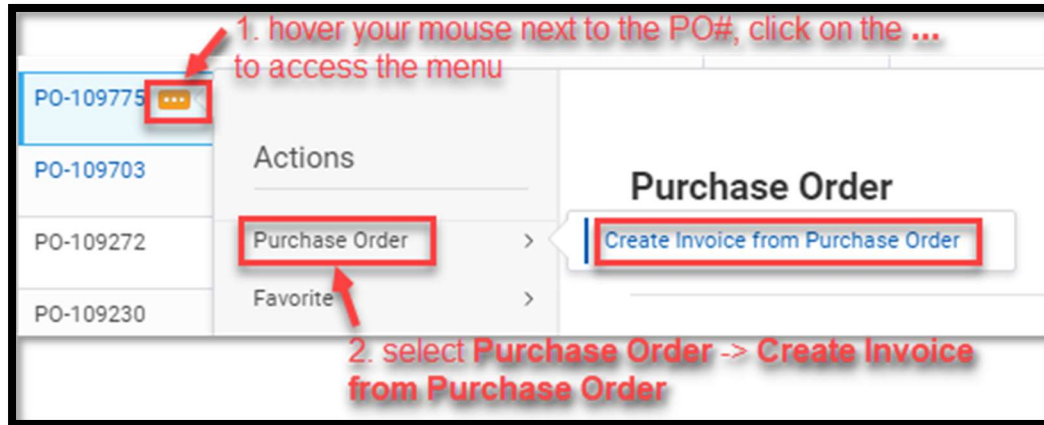 1. hover your mouse next to the PO#, click on the ...
to access the menu
PO-109775 ...
PO-109703
PO-109272
PO-109230
Actions
Purchase Order >
Favorite >
Purchase Order
Create Invoice from Purchase Order
2. select Purchase Order -> Create Invoice
from Purchase Order